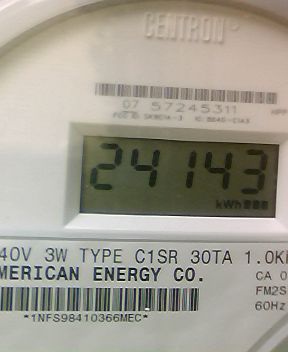 CENTRON
07 57245311
24143
kWh
40V 3W TYPE C1SR 30TA 1.0K
MERICAN ENERGY CO.
CA 0
FM2S
60Hz
*1NFS98410366MEC*